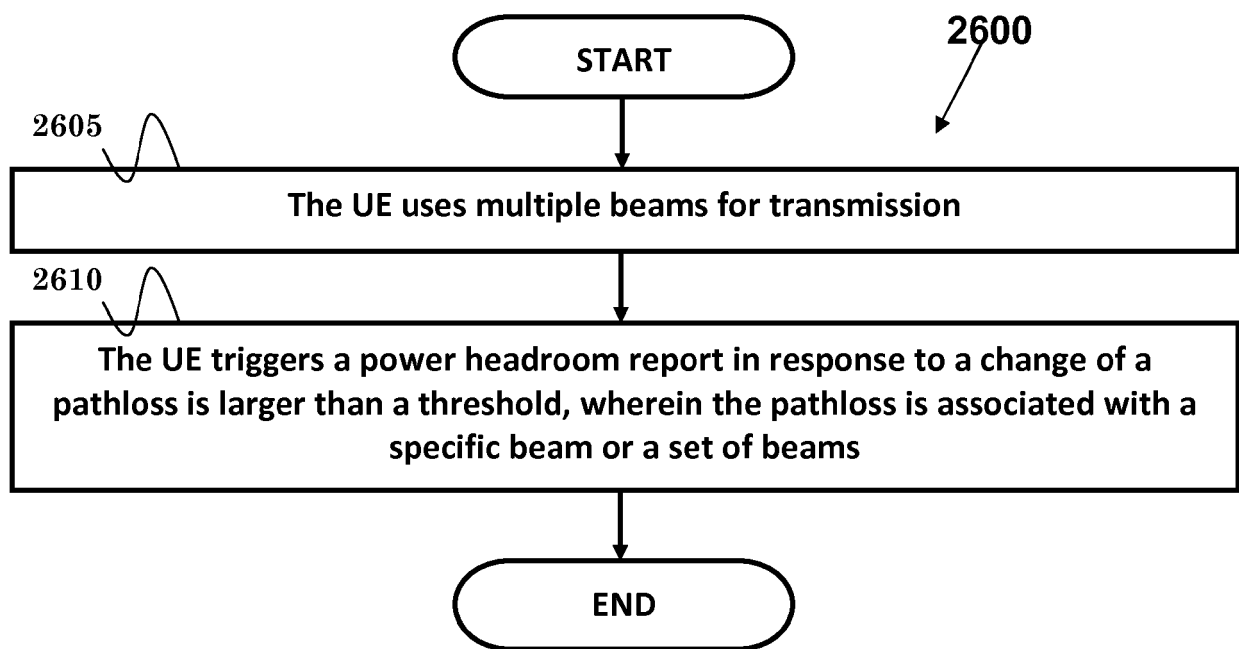 START
2600
2605
The UE uses multiple beams for transmission
2610
The UE triggers a power headroom report in response to a change of a
pathloss is larger than a threshold, wherein the pathloss is associated with a
specific beam or a set of beams
END